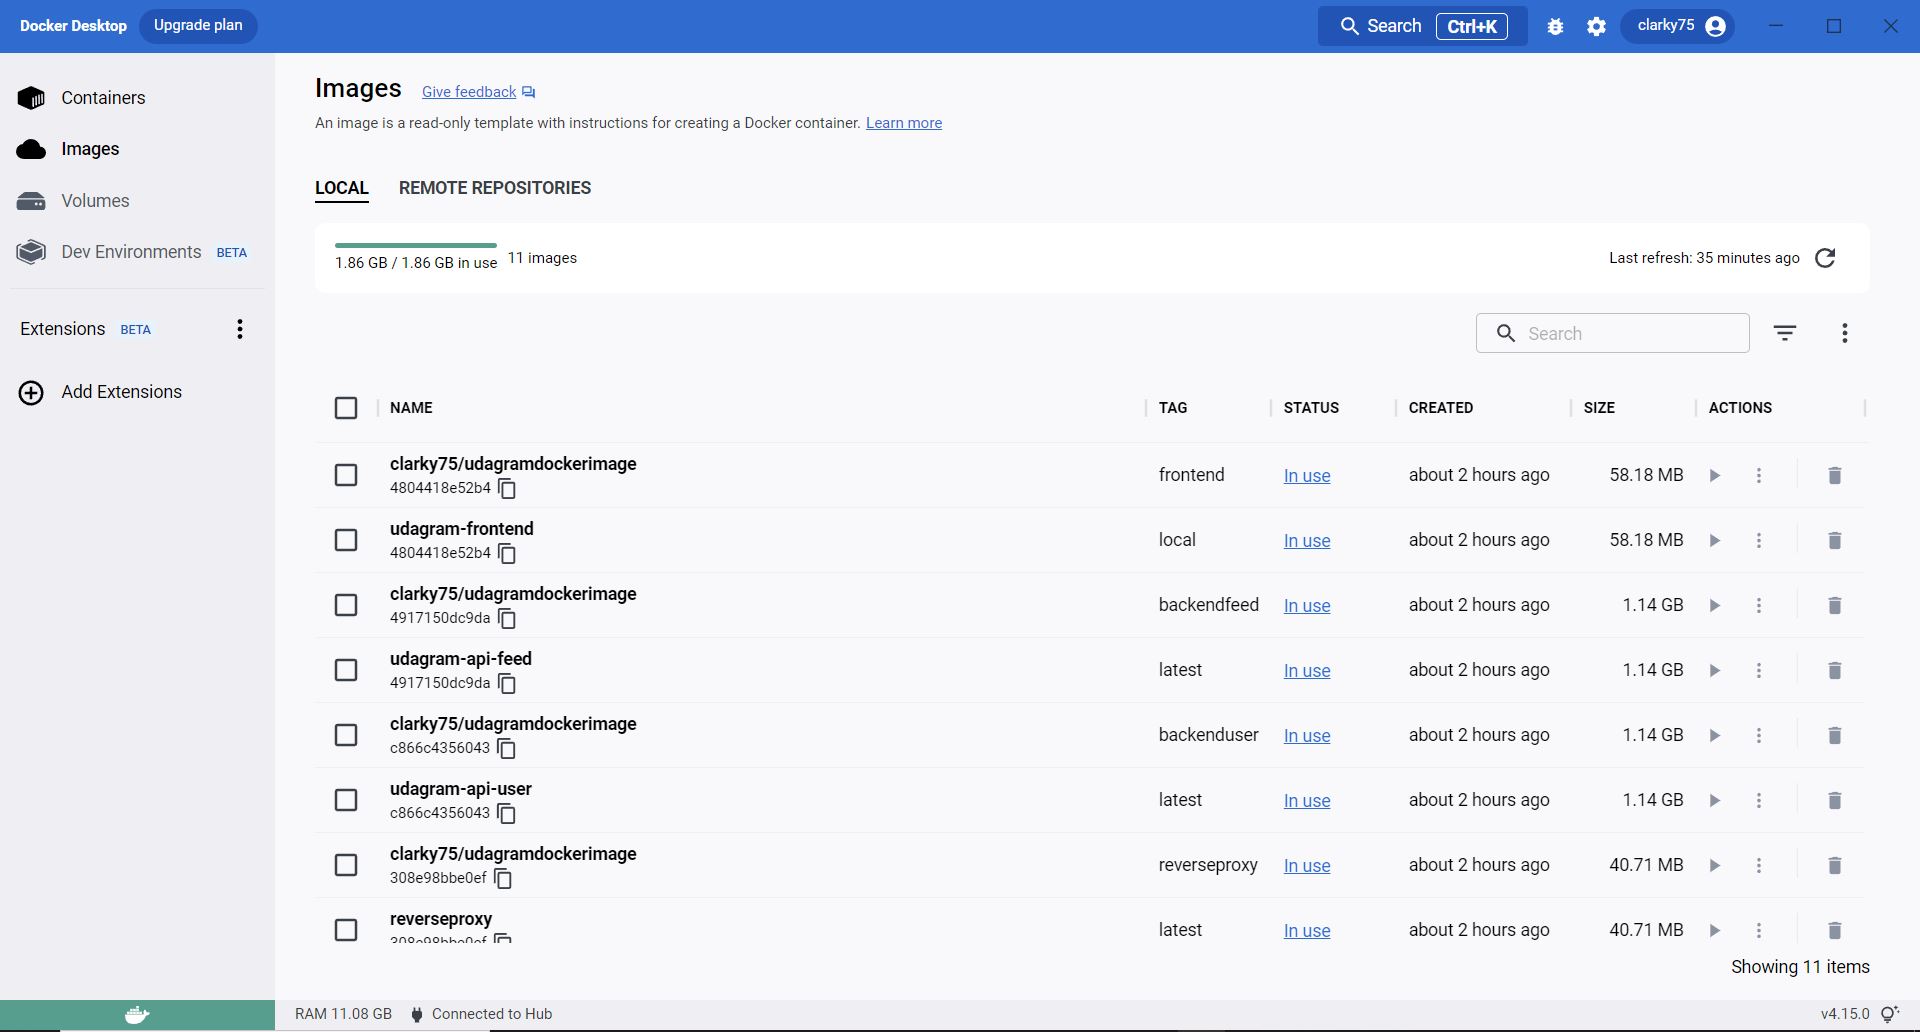 Docker Desktop Upgrade plan Search Ctrl+K clarky75
Containers
Images
Volumes
Dev Environments BETA
Extensions BETA
Add Extensions
Images Give feedback
An image is a read-only template with instructions for creating a Docker container. Learn more
LOCAL REMOTE REPOSITORIES
1.86 GB / 1.86 GB in use 11 images Last refresh: 35 minutes ago
Search
NAME TAG STATUS CREATED SIZE ACTIONS
clarky75/udagramdockerimage
4804418e52b4 frontend In use about 2 hours ago 58.18 MB
udagram-frontend
4804418e52b4 local In use about 2 hours ago 58.18 MB
clarky75/udagramdockerimage
4917150dc9da backendfeed In use about 2 hours ago 1.14 GB
udagram-api-feed
4917150dc9da latest In use about 2 hours ago 1.14 GB
clarky75/udagramdockerimage
c866c4356043 backenduser In use about 2 hours ago 1.14 GB
udagram-api-user
c866c4356043 latest In use about 2 hours ago 1.14 GB
clarky75/udagramdockerimage
308e98bbe0ef reverseproxy In use about 2 hours ago 40.71 MB
reverseproxy
308e98bbe0ef latest In use about 2 hours ago 40.71 MB
Showing 11 items
RAM 11.08 GB Connected to Hub v4.15.0